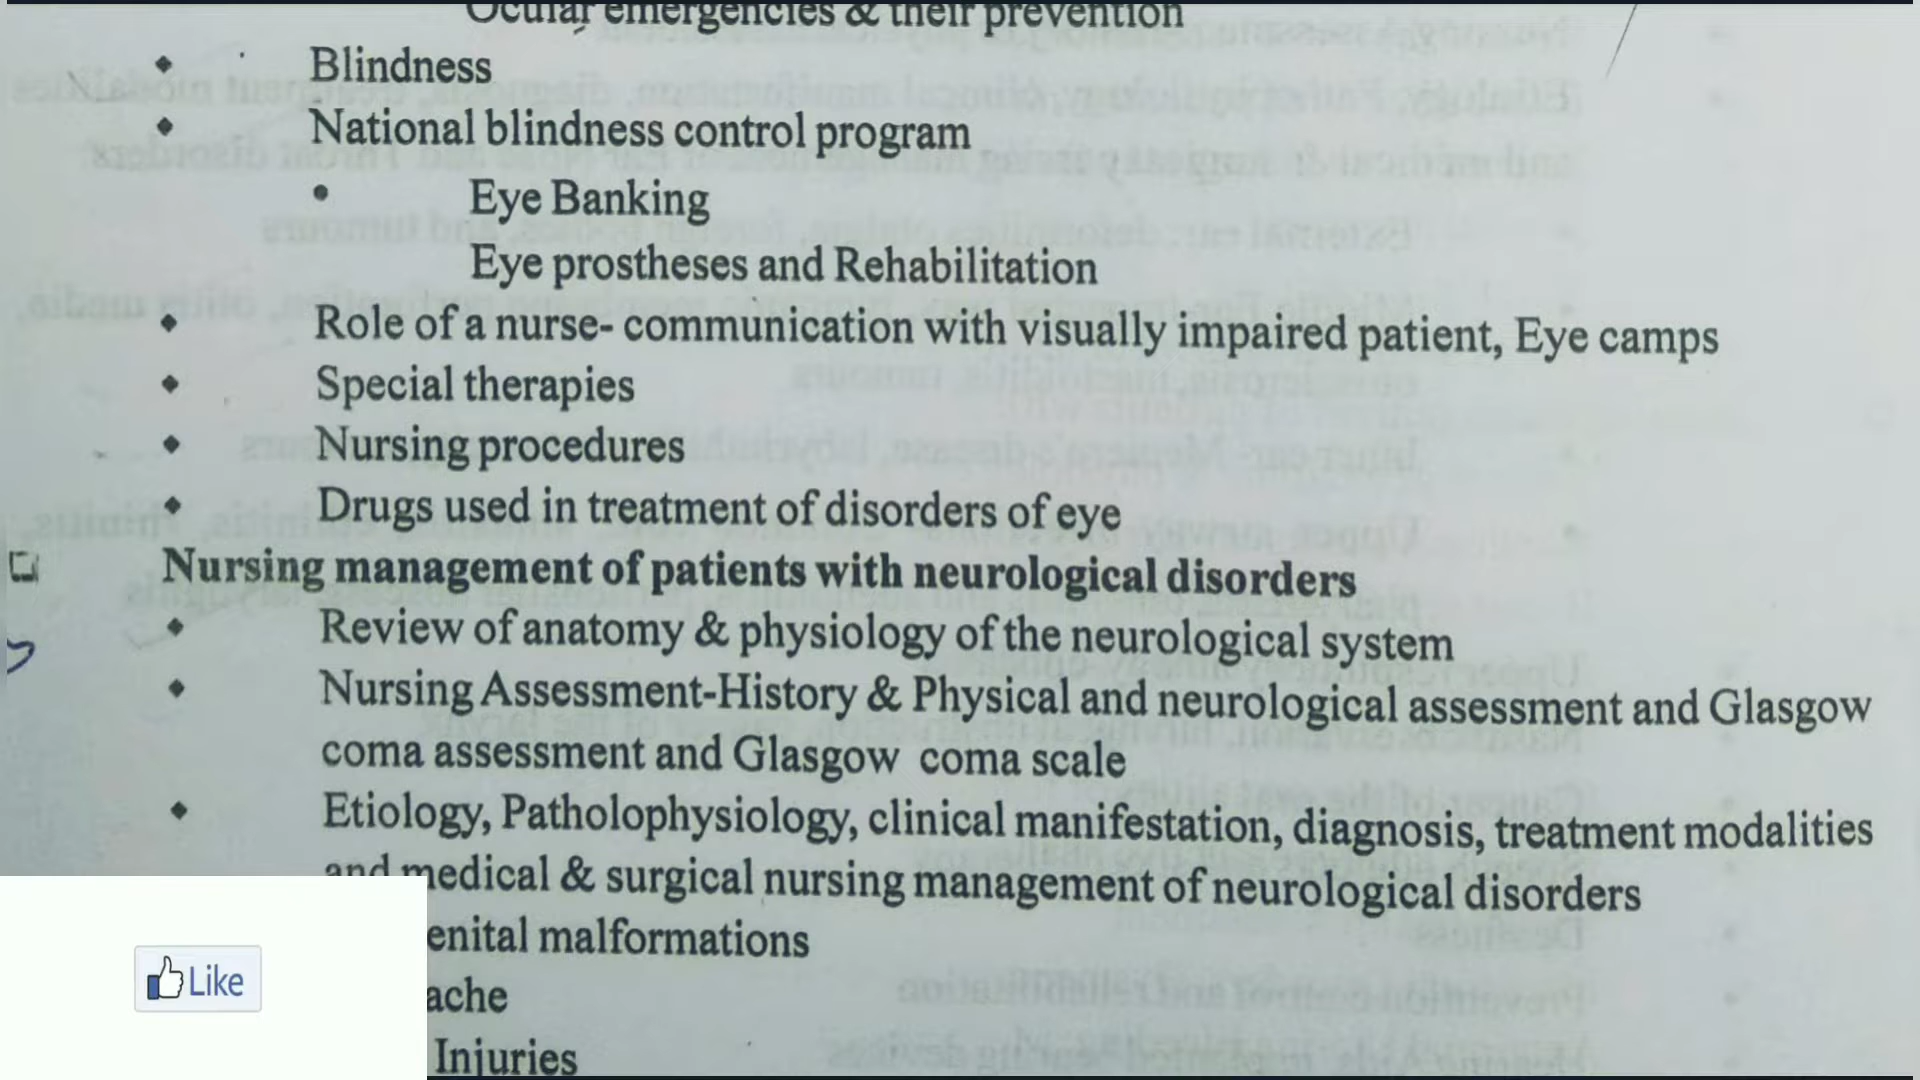 Ocular emergencies & their prevention
Blindness
National blindness control program
Eye Banking
Eye prostheses and Rehabilitation
Role of a nurse- communication with visually impaired patient, Eye camps
Special therapies
Nursing procedures
Drugs used in treatment of disorders of eye
Nursing management of patients with neurological disorders
Review of anatomy & physiology of the neurological system
Nursing Assessment-History & Physical and neurological assessment and Glasgow
coma assessment and Glasgow coma scale
Etiology, Patholophysiology, clinical manifestation, diagnosis, treatment modalities
and medical & surgical nursing management of neurological disorders
enital malformations
ache
Injuries
Like